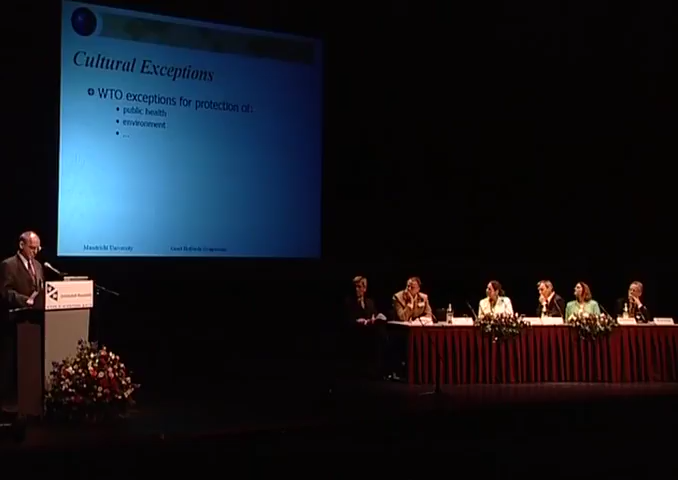 Cultural Exceptions
WTO exceptions for protection of:
• public health
• environment
• ...
Maastricht University